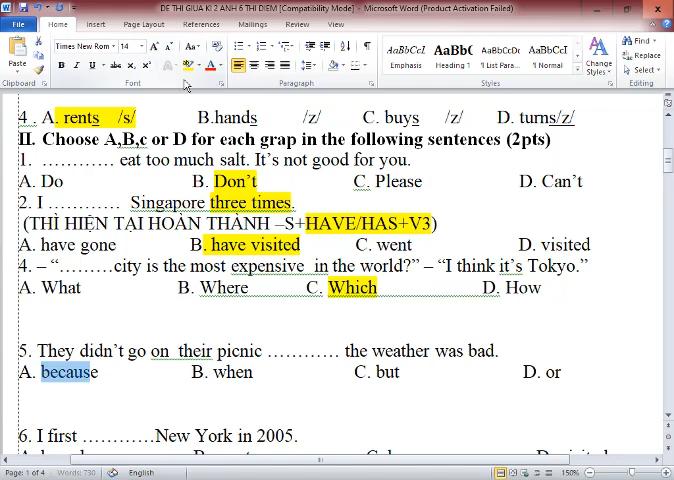 DE THI GIUA KI 2 ANH 6 THI DIEM [Compatibility Mode] - Microsoft Word (Product Activation Failed)
File Home Insert Page Layout References Mailings Review View
Paste Times New Rom 14 Aa AaBbCcI AaBbC AaBbCcI AaBbCcl Change Styles Find Replace Select
Emphasis Heading 1 ¶ List Para... ¶ Normal
Clipboard Font Paragraph Styles Editing
4 . A. rents /s/ B.hands /z/ C. buys /z/ D. turns/z/
II. Choose A,B,c or D for each grap in the following sentences (2pts)
1. ………… eat too much salt. It’s not good for you.
A. Do B. Don’t C. Please D. Can’t
2. I ………… Singapore three times.
(THÌ HIỆN TẠI HOÀN THÀNH –S+HAVE/HAS+V3)
A. have gone B. have visited C. went D. visited
4. – “………city is the most expensive in the world?” – “I think it’s Tokyo.”
A. What B. Where C. Which D. How
5. They didn’t go on their picnic ………… the weather was bad.
A. because B. when C. but D. or
6. I first …………New York in 2005.
Page: 1 of 4 Words: 730 English 150%